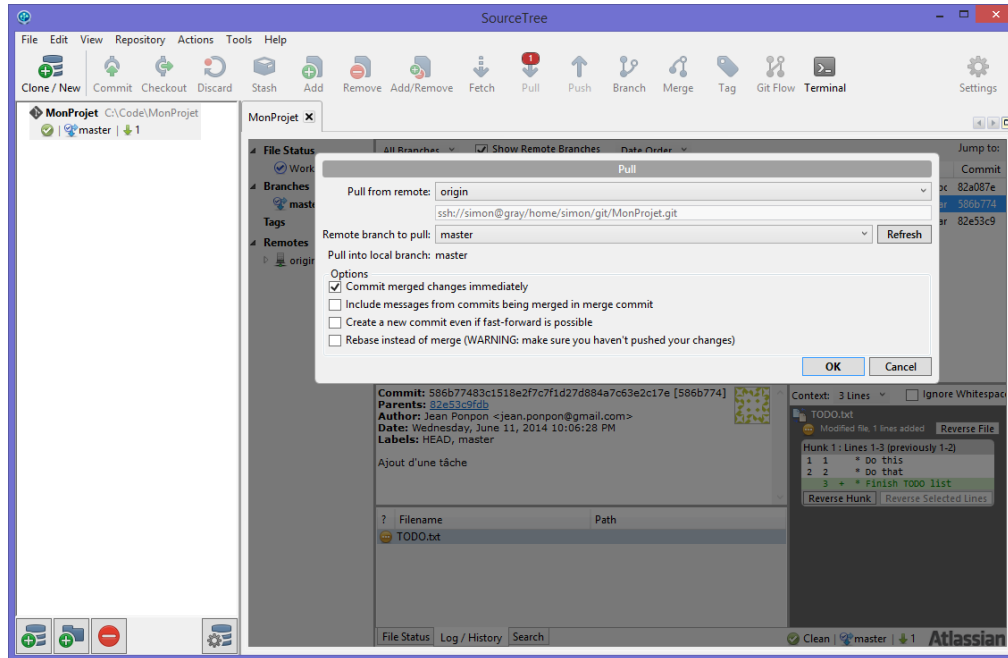 SourceTree
File Edit View Repository Actions Tools Help
Clone / New Commit Checkout Discard Stash Add Remove Add/Remove Fetch 1 Pull Push Branch Merge Tag Git Flow Terminal Settings
MonProjet C:\Code\MonProjet
master | 1
MonProjet
File Status
Branches
Tags
Remotes
All Branches Show Remote Branches Date Order Jump to:
Commit
82a087e
586b774
82e53c9
Pull
Pull from remote: origin
ssh://simon@gray/home/simon/git/MonProjet.git
Remote branch to pull: master Refresh
Pull into local branch: master
Options
Commit merged changes immediately
Include messages from commits being merged in merge commit
Create a new commit even if fast-forward is possible
Rebase instead of merge (WARNING: make sure you haven't pushed your changes)
OK Cancel
Commit: 586b77483c1518e2f7c7f1d27d884a7c63e2c17e [586b774]
Parents: 82e53c9fdb
Author: Jean Ponpon <jean.ponpon@gmail.com>
Date: Wednesday, June 11, 2014 10:06:28 PM
Labels: HEAD, master
Ajout d'une tâche
? Filename Path
TODO.txt
Context: 3 Lines Ignore Whitespac
TODO.txt
Modified file, 1 lines added Reverse File
Hunk 1 : Lines 1-3 (previously 1-2)
1 1 * Do this
2 2 * Do that
3 + * Finish TODO list
Reverse Hunk Reverse Selected Lines
File Status Log / History Search
Clean | master | 1 Atlassian